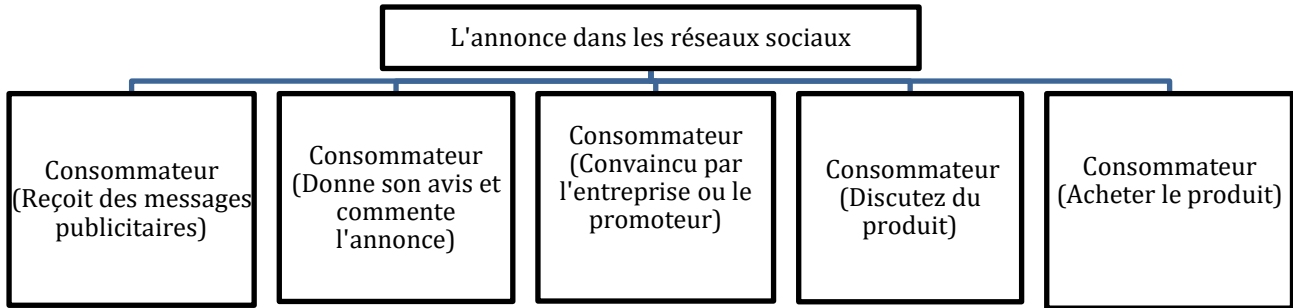 L'annonce dans les réseaux sociaux
Consommateur
(Reçoit des messages
publicitaires)
Consommateur
(Donne son avis et
commente
l'annonce)
Consommateur
(Convaincu par
l'entreprise ou le
promoteur)
Consommateur
(Discutez du
produit)
Consommateur
(Acheter le produit)